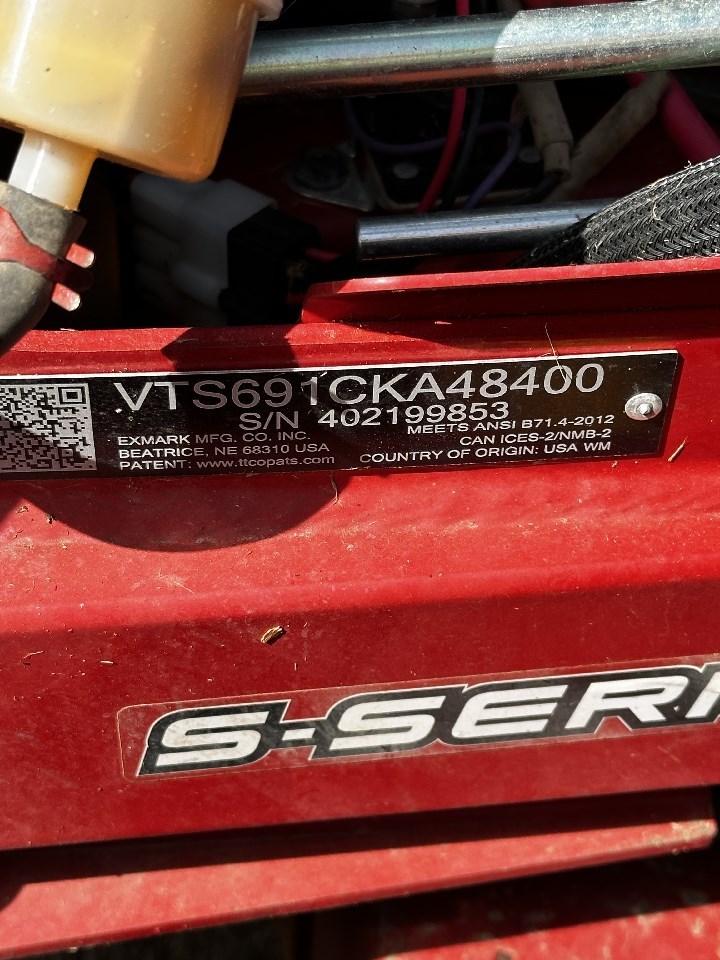 VTS691CKA48400
S/N 402199853
MEETS ANSI B71.4-2012
EXMARK MFG. CO. INC.
CAN ICES-2/NMB-2
BEATRICE, NE 68310 USA
COUNTRY OF ORIGIN: USA WM
PATENT: www.ttcopats.com
S-SERI